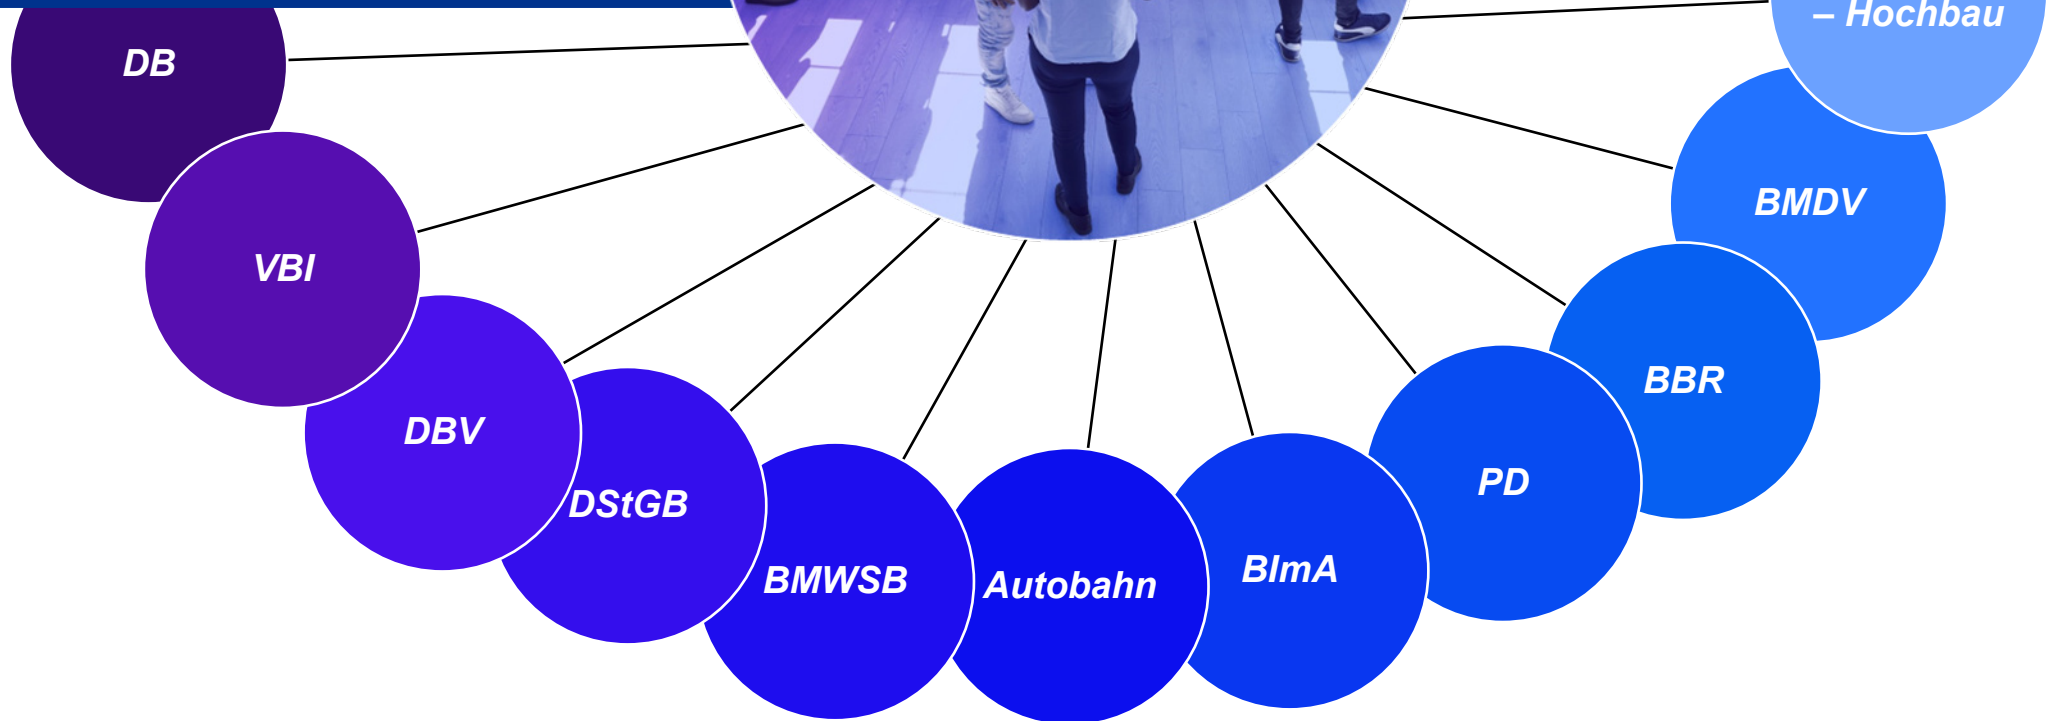 – Hochbau
DB
BMDV
VBI
BBR
DBV
PD
DStGB
BImA
BMWSB
Autobahn